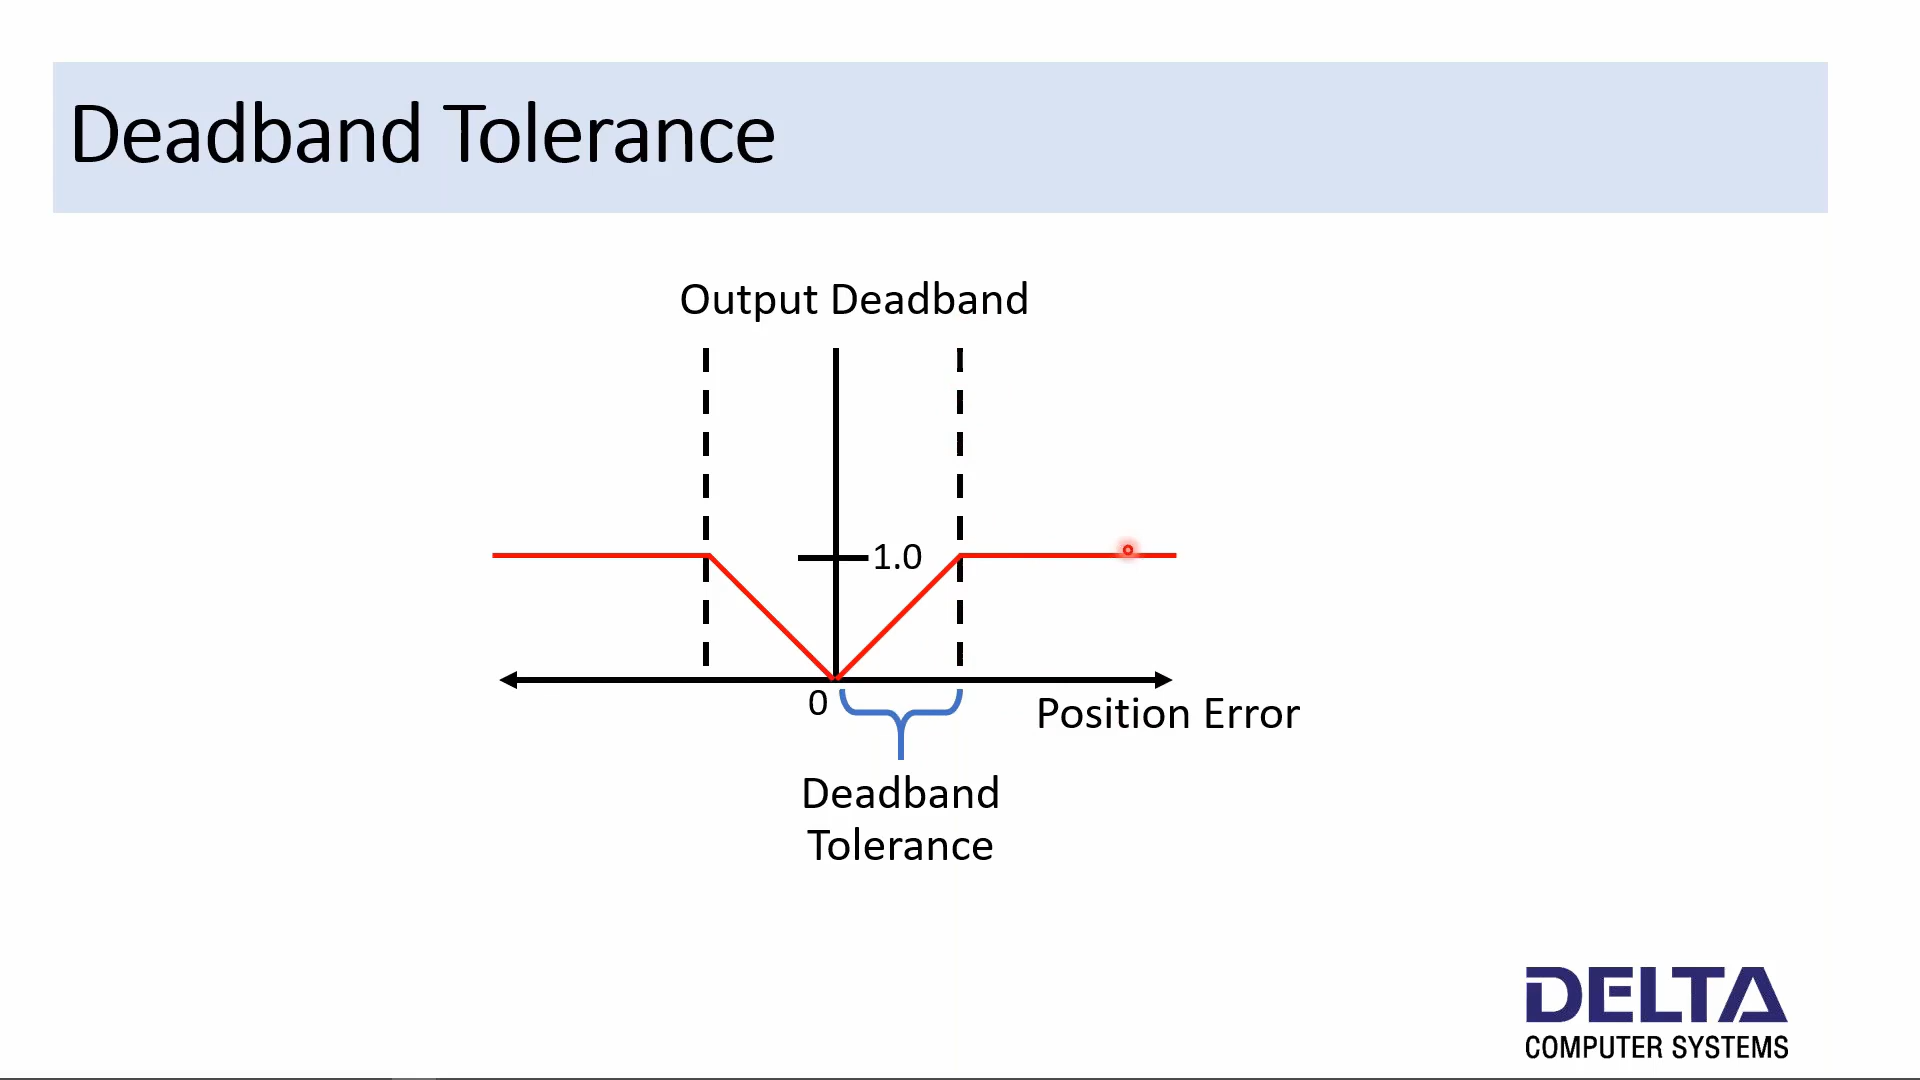 Deadband Tolerance
Output Deadband
1.0
0
Position Error
Deadband
Tolerance
DELTA
COMPUTER SYSTEMS